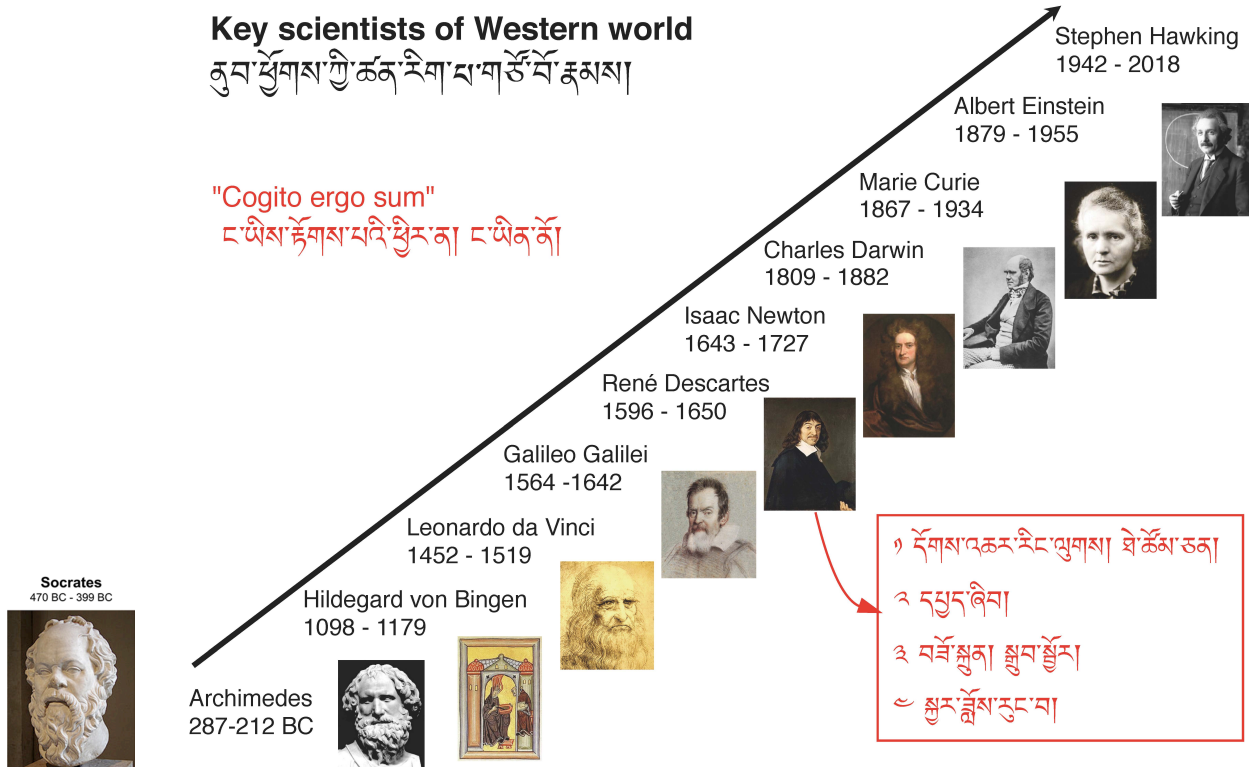 Key scientists of Western world
ནུབ་ཕྱོགས་ཀྱི་ཚན་རིག་པ་གཙོ་བོ་རྣམས།
"Cogito ergo sum"
ང་ཡིས་རྟོགས་པའི་ཕྱིར་ན། ང་ཡིན་ནོ།
Stephen Hawking
1942 - 2018
Albert Einstein
1879 - 1955
Marie Curie
1867 - 1934
Charles Darwin
1809 - 1882
Isaac Newton
1643 - 1727
René Descartes
1596 - 1650
Galileo Galilei
1564 -1642
Leonardo da Vinci
1452 - 1519
Hildegard von Bingen
1098 - 1179
Archimedes
287-212 BC
Socrates
470 BC - 399 BC
༡ དོགས་འཆར་རིང་ལུགས། ཐེ་ཚོམ་ཅན།
༢ དཔྱད་ཞིབ།
༣ བཟོ་སྐྲུན། སྒྲུབ་སྦྱོར།
༤ སྐྱར་ཟློས་རུང་བ།